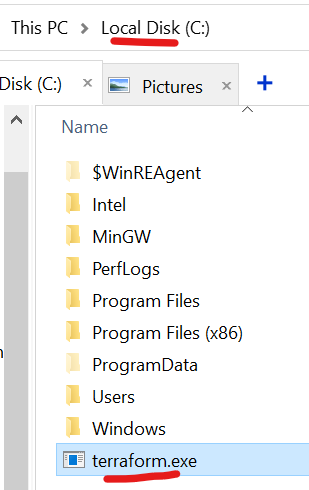 This PC > Local Disk (C:)
Disk (C:) × Pictures × +
Name
$WinREAgent
Intel
MinGW
PerfLogs
Program Files
Program Files (x86)
ProgramData
Users
Windows
terraform.exe